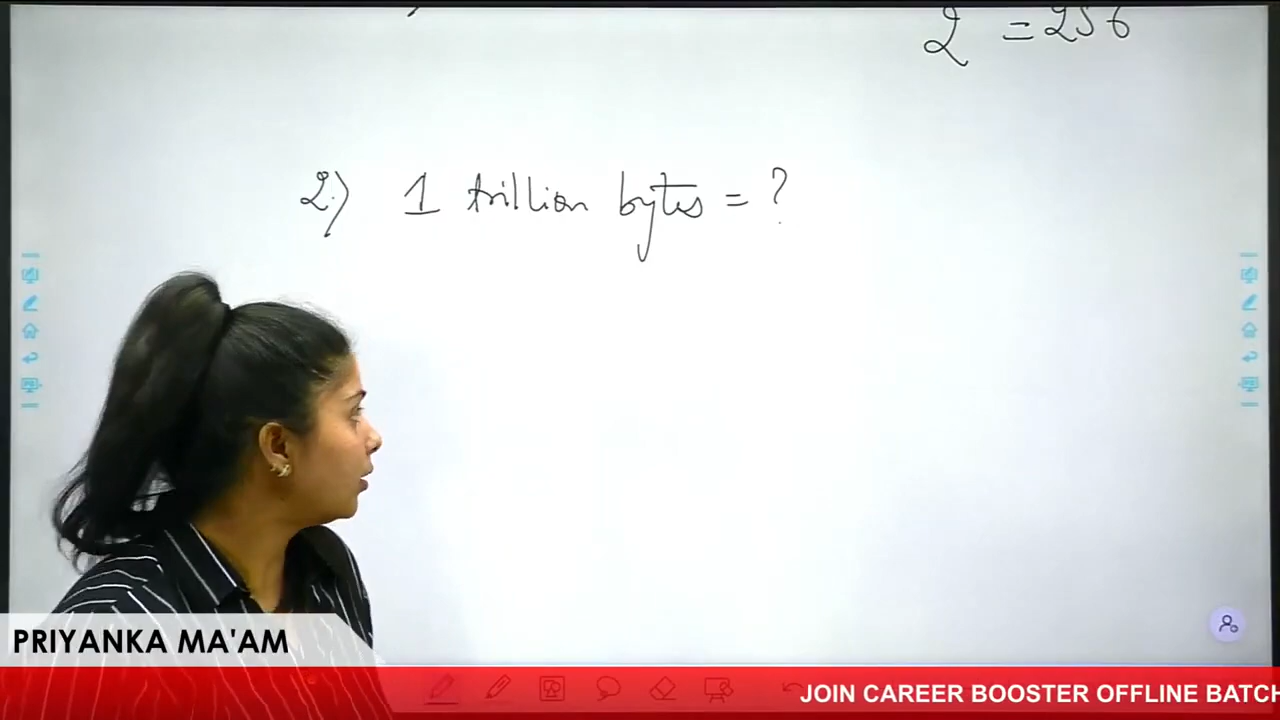 2 = 256
2.) 1 trillion bytes = ?
PRIYANKA MA'AM
JOIN CAREER BOOSTER OFFLINE BATCH